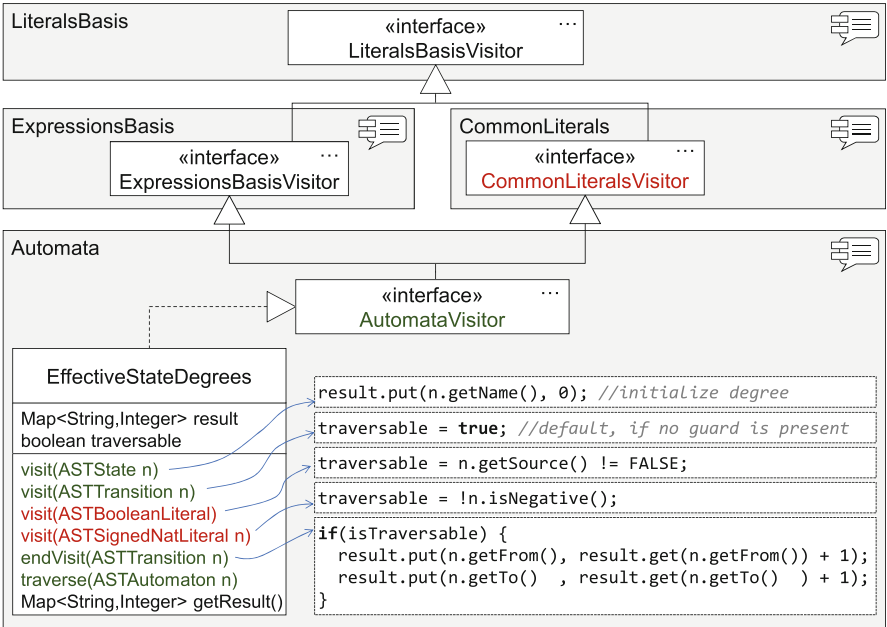 LiteralsBasis
«interface»
...
LiteralsBasisVisitor
ExpressionsBasis
«interface»
...
ExpressionsBasisVisitor
CommonLiterals
«interface»
...
CommonLiteralsVisitor
Automata
«interface»
...
AutomataVisitor
EffectiveStateDegrees
Map<String,Integer> result
boolean traversable
visit(ASTState n)
visit(ASTTransition n)
visit(ASTBooleanLiteral)
visit(ASTSignedNatLiteral n)
endVisit(ASTTransition n)
traverse(ASTAutomaton n)
Map<String,Integer> getResult()
result.put(n.getName(), 0); //initialize degree
traversable = true; //default, if no guard is present
traversable = n.getSource() != FALSE;
traversable = !n.isNegative();
if(isTraversable) {
  result.put(n.getFrom(), result.get(n.getFrom()) + 1);
  result.put(n.getTo()  , result.get(n.getTo()  ) + 1);
}